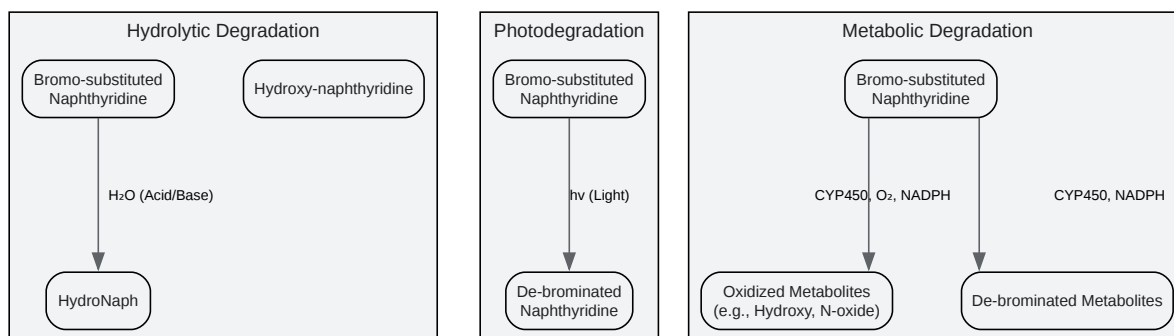 Hydrolytic Degradation
Bromo-substituted
Naphthyridine
Hydroxy-naphthyridine
H₂O (Acid/Base)
HydroNaph
Photodegradation
Bromo-substituted
Naphthyridine
hν (Light)
De-brominated
Naphthyridine
Metabolic Degradation
Bromo-substituted
Naphthyridine
CYP450, O₂, NADPH
CYP450, NADPH
Oxidized Metabolites
(e.g., Hydroxy, N-oxide)
De-brominated Metabolites